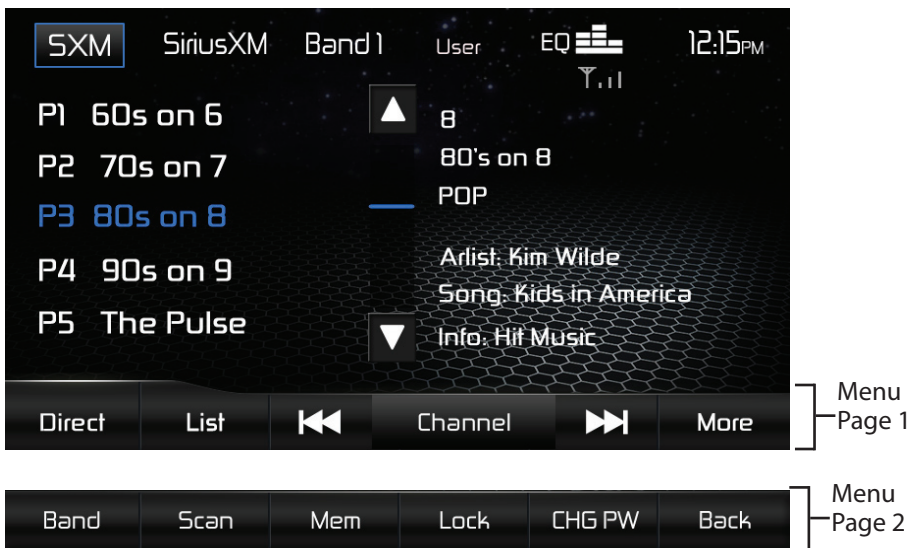 SXM SiriusXM Band 1 User EQ 12:15PM
P1 60s on 6
P2 70s on 7
P3 80s on 8
P4 90s on 9
P5 The Pulse
8
80's on 8
POP
Artist: Kim Wilde
Song: Kids in America
Info: Hit Music
Direct List Channel More
Menu
Page 1
Band Scan Mem Lock CHG PW Back
Menu
Page 2